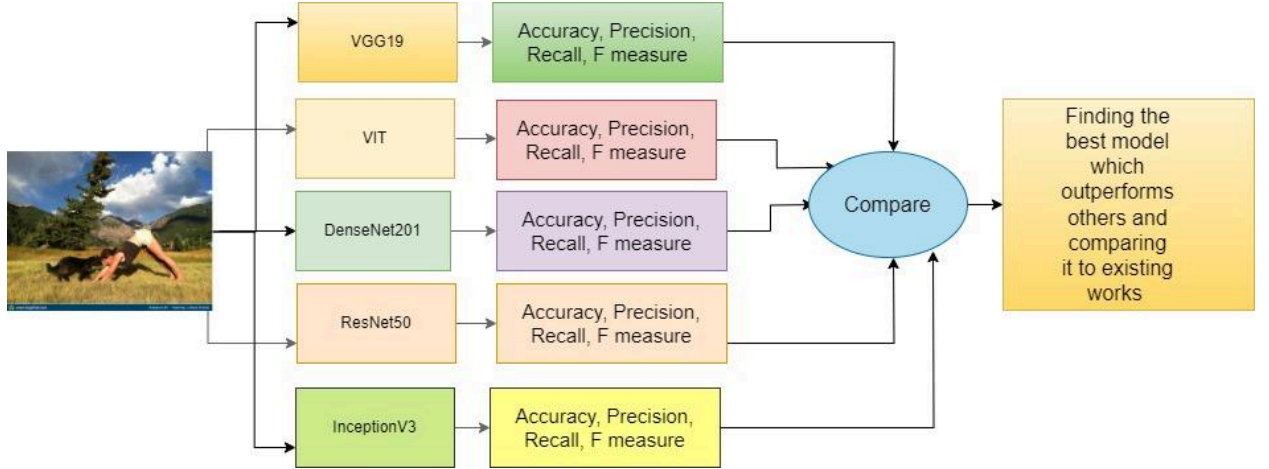 VGG19
Accuracy, Precision,
Recall, F measure
VIT
Accuracy, Precision,
Recall, F measure
DenseNet201
Accuracy, Precision,
Recall, F measure
ResNet50
Accuracy, Precision,
Recall, F measure
InceptionV3
Accuracy, Precision,
Recall, F measure
Compare
Finding the
best model
which
outperforms
others and
comparing
it to existing
works